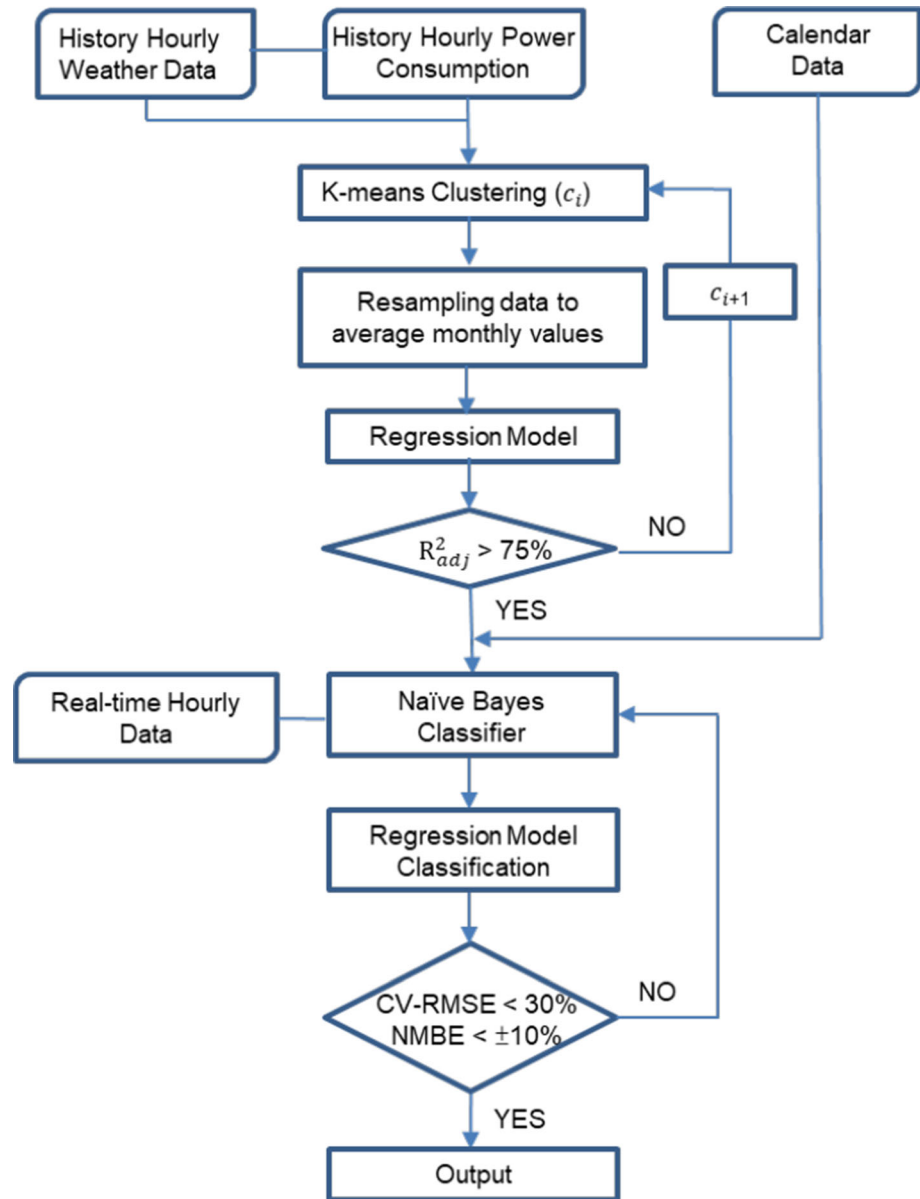 History Hourly
Weather Data
History Hourly Power
Consumption
Calendar
Data
K-means Clustering (𝑐ᵢ)
Resampling data to
average monthly values
𝑐ᵢ₊₁
Regression Model
R²adj > 75%
NO
YES
Real-time Hourly
Data
Naïve Bayes
Classifier
Regression Model
Classification
CV-RMSE < 30%
NMBE < ±10%
NO
YES
Output